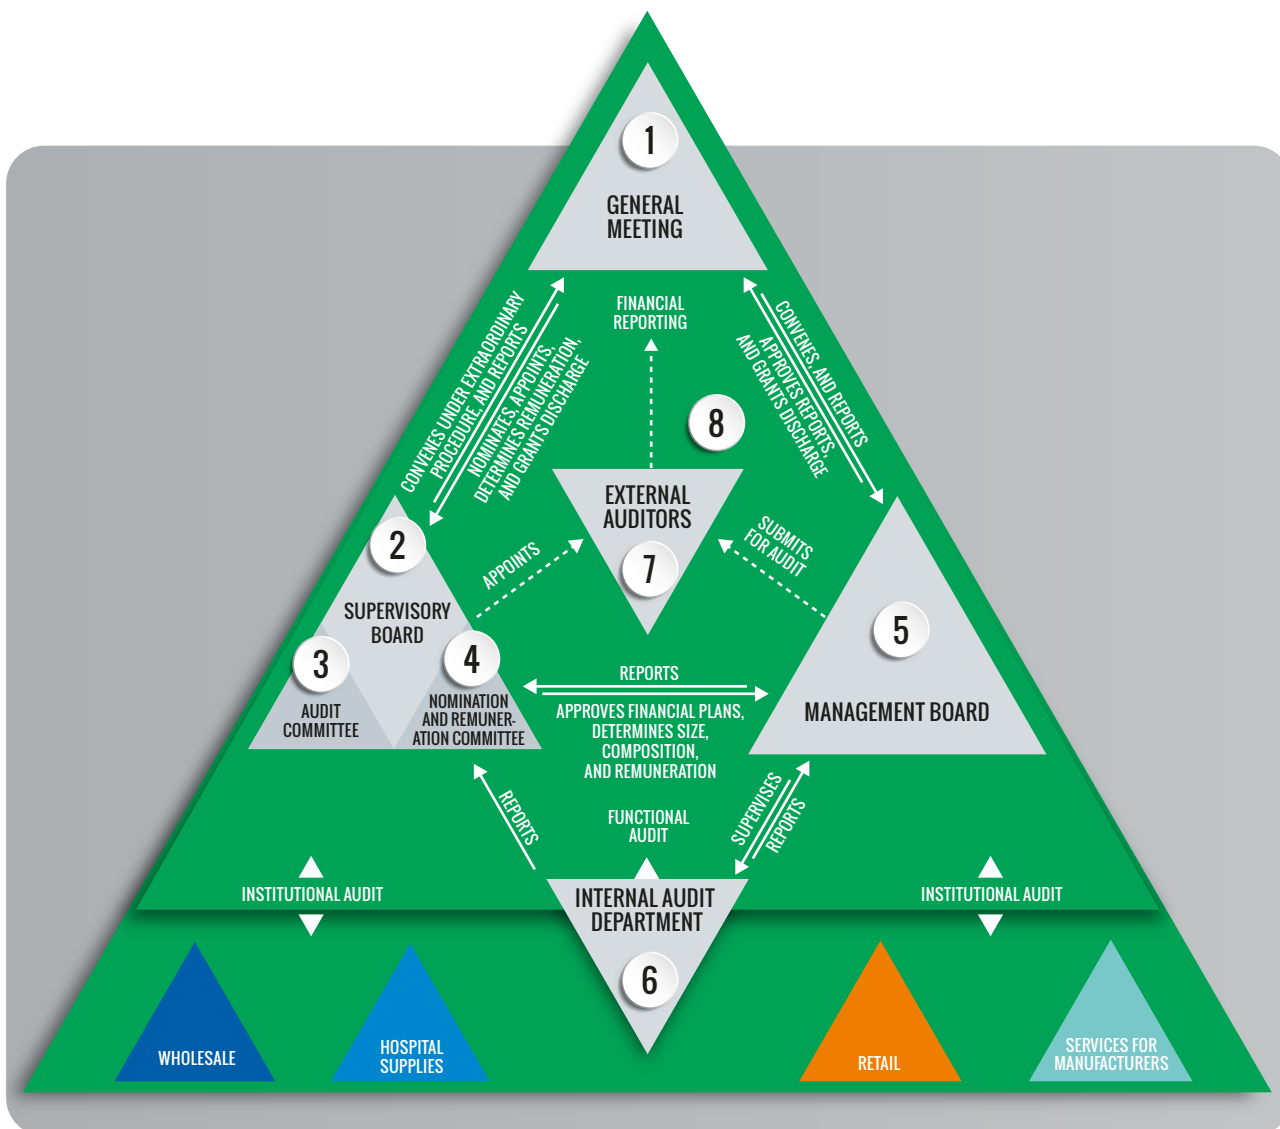 1
GENERAL
MEETING
CONVENES UNDER EXTRAORDINARY
PROCEDURE, AND REPORTS
NOMINATES, APPOINTS,
DETERMINES REMUNERATION,
AND GRANTS DISCHARGE
FINANCIAL
REPORTING
CONVENES, AND REPORTS
APPROVES REPORTS,
AND GRANTS DISCHARGE
8
EXTERNAL
AUDITORS
7
APPOINTS
SUBMITS
FOR AUDIT
2
SUPERVISORY
BOARD
3
AUDIT
COMMITTEE
4
NOMINATION
AND REMUNER-
ATION COMMITTEE
5
MANAGEMENT BOARD
REPORTS
APPROVES FINANCIAL PLANS,
DETERMINES SIZE,
COMPOSITION,
AND REMUNERATION
REPORTS
FUNCTIONAL
AUDIT
SUPERVISES
REPORTS
INSTITUTIONAL AUDIT
INTERNAL AUDIT
DEPARTMENT
6
INSTITUTIONAL AUDIT
WHOLESALE
HOSPITAL
SUPPLIES
RETAIL
SERVICES FOR
MANUFACTURERS